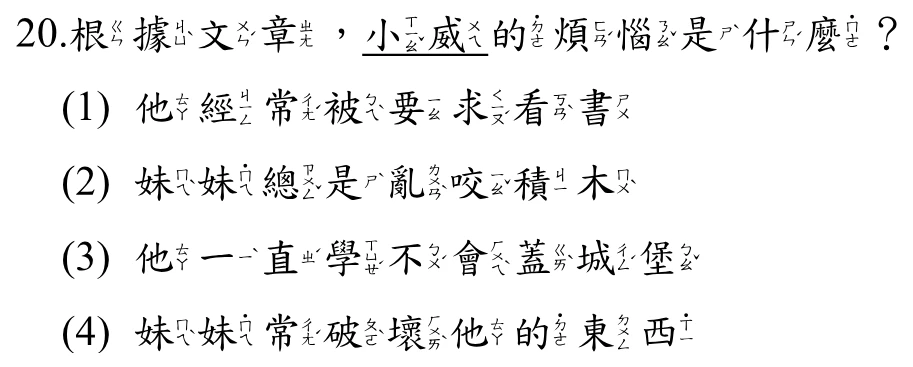 20.根據文章，小威的煩惱是什麼？
(1) 他經常被要求看書
(2) 妹妹總是亂咬積木
(3) 他一直學不會蓋城堡
(4) 妹妹常破壞他的東西